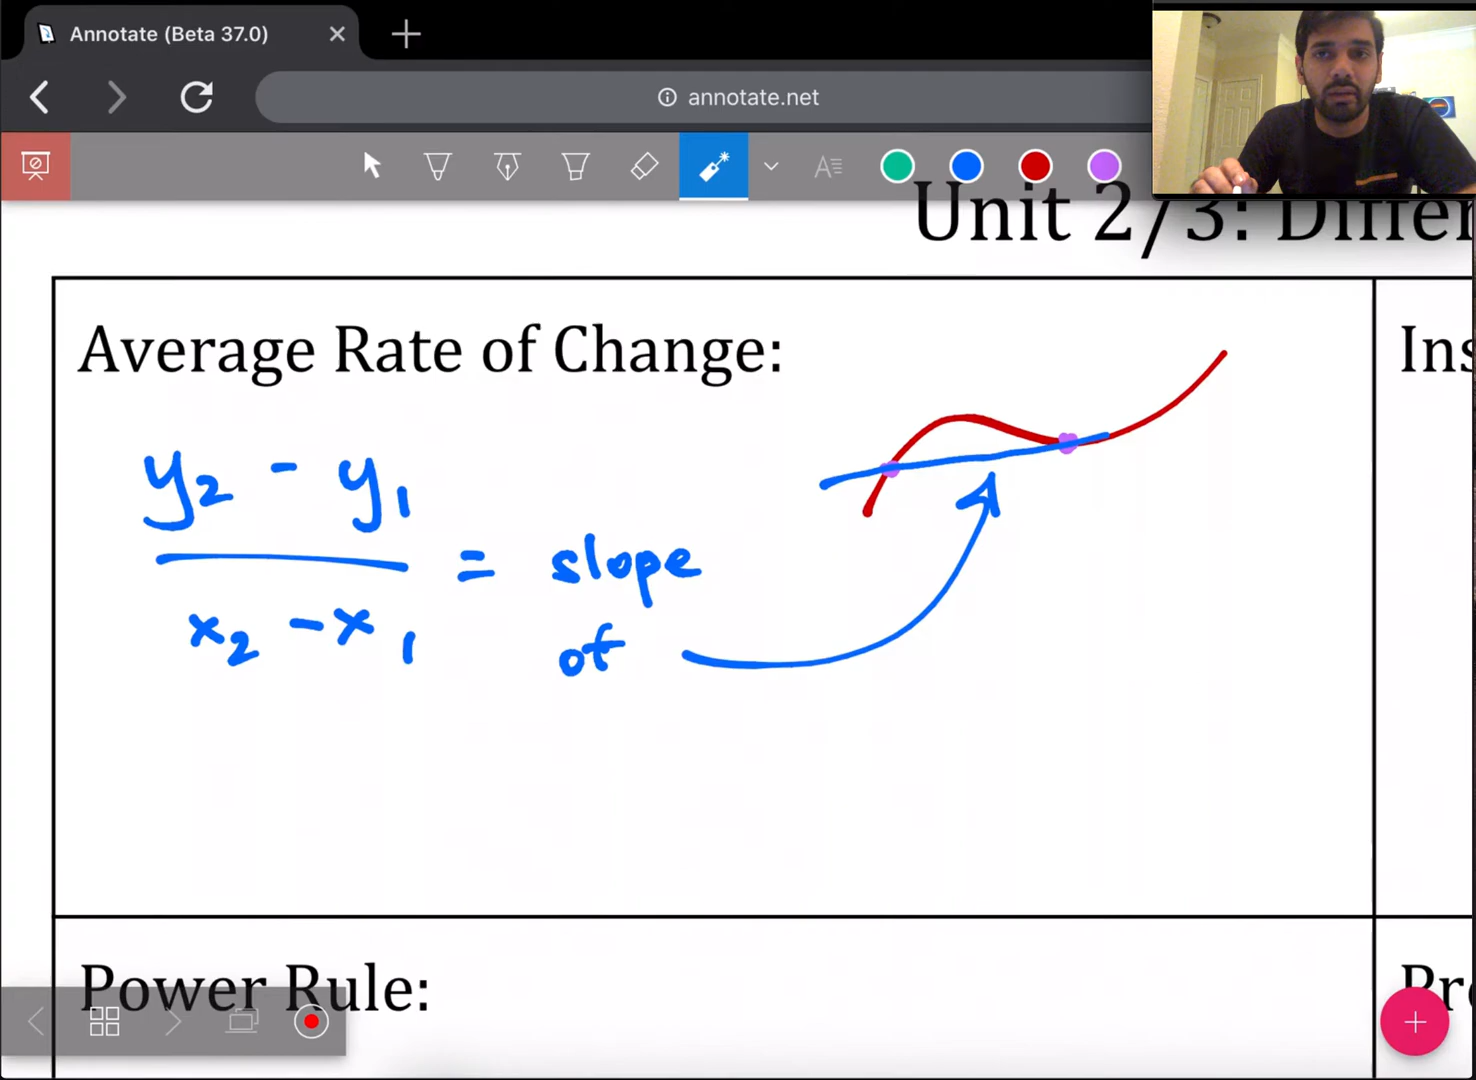 Annotate (Beta 37.0)
annotate.net
Unit 2/3: Differ
Average Rate of Change:
Ins
y₂ - y₁
= slope
x₂ - x₁
of
Power Rule:
Pr